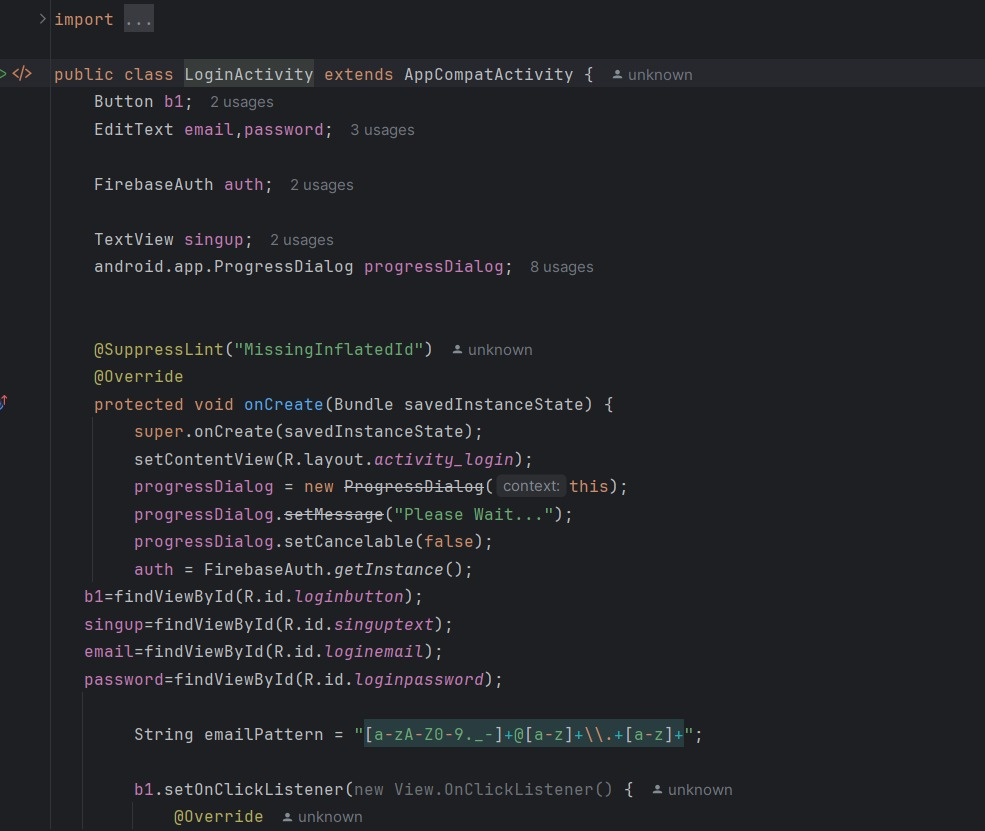 import ...
public class LoginActivity extends AppCompatActivity { unknown
Button b1; 2 usages
EditText email,password; 3 usages
FirebaseAuth auth; 2 usages
TextView singup; 2 usages
android.app.ProgressDialog progressDialog; 8 usages
@SuppressLint("MissingInflatedId") unknown
@Override
protected void onCreate(Bundle savedInstanceState) {
super.onCreate(savedInstanceState);
setContentView(R.layout.activity_login);
progressDialog = new ProgressDialog( context: this);
progressDialog.setMessage("Please Wait...");
progressDialog.setCancelable(false);
auth = FirebaseAuth.getInstance();
b1=findViewById(R.id.loginbutton);
singup=findViewById(R.id.singuptext);
email=findViewById(R.id.loginemail);
password=findViewById(R.id.loginpassword);
String emailPattern = "[a-zA-Z0-9._-]+@[a-z]+\\.+[a-z]+";
b1.setOnClickListener(new View.OnClickListener() { unknown
@Override unknown